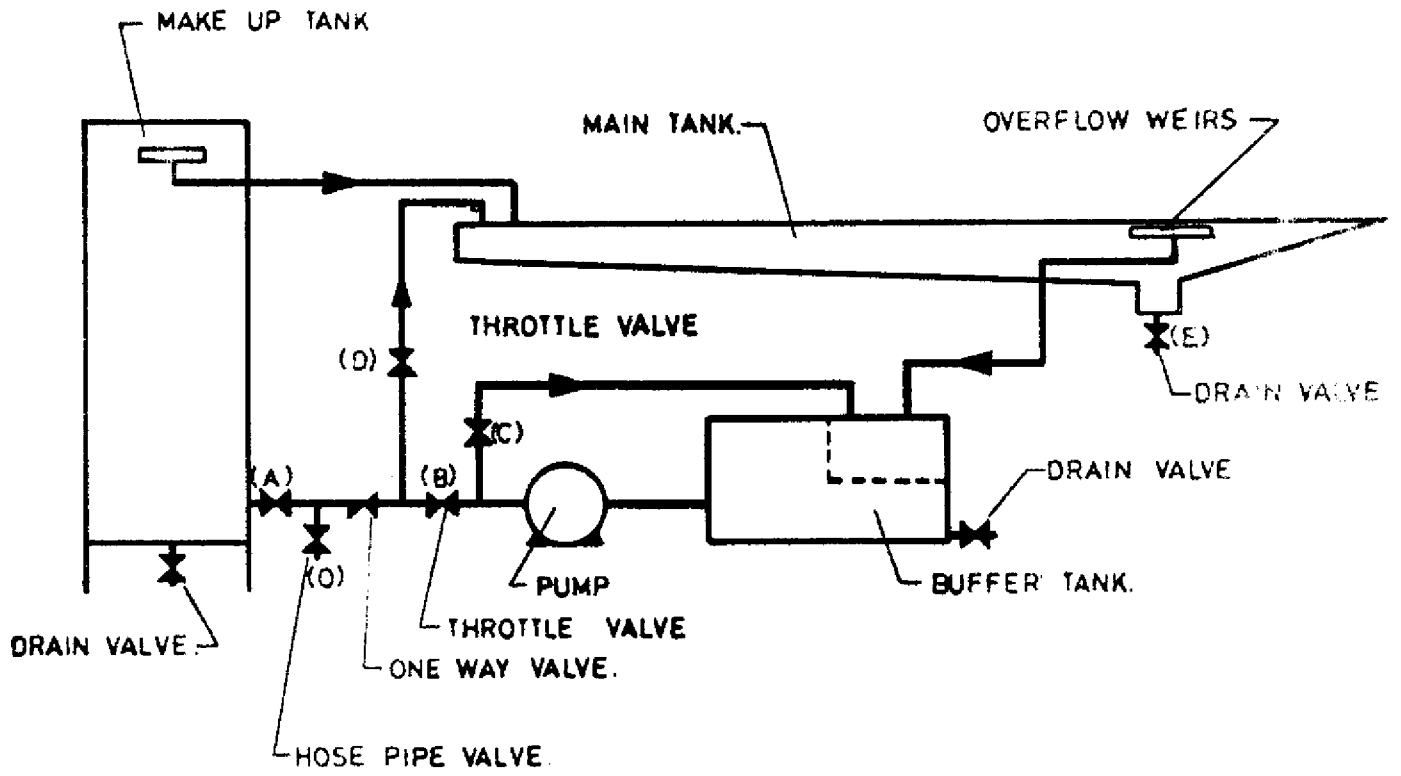 MAKE UP TANK
MAIN TANK.
OVERFLOW WEIRS
THROTTLE VALVE
(D)
(E)
DRAIN VALVE
(C)
(A)
(B)
DRAIN VALVE
(O)
PUMP
BUFFER TANK.
THROTTLE VALVE
DRAIN VALVE.
ONE WAY VALVE.
HOSE PIPE VALVE.